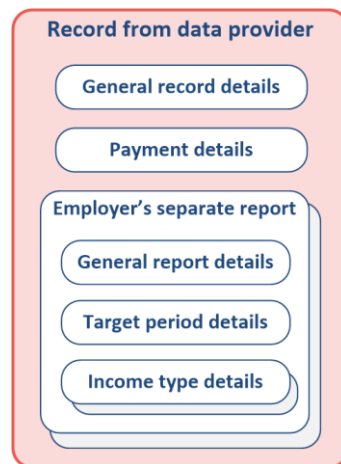 Record from data provider
General record details
Payment details
Employer’s separate report
General report details
Target period details
Income type details